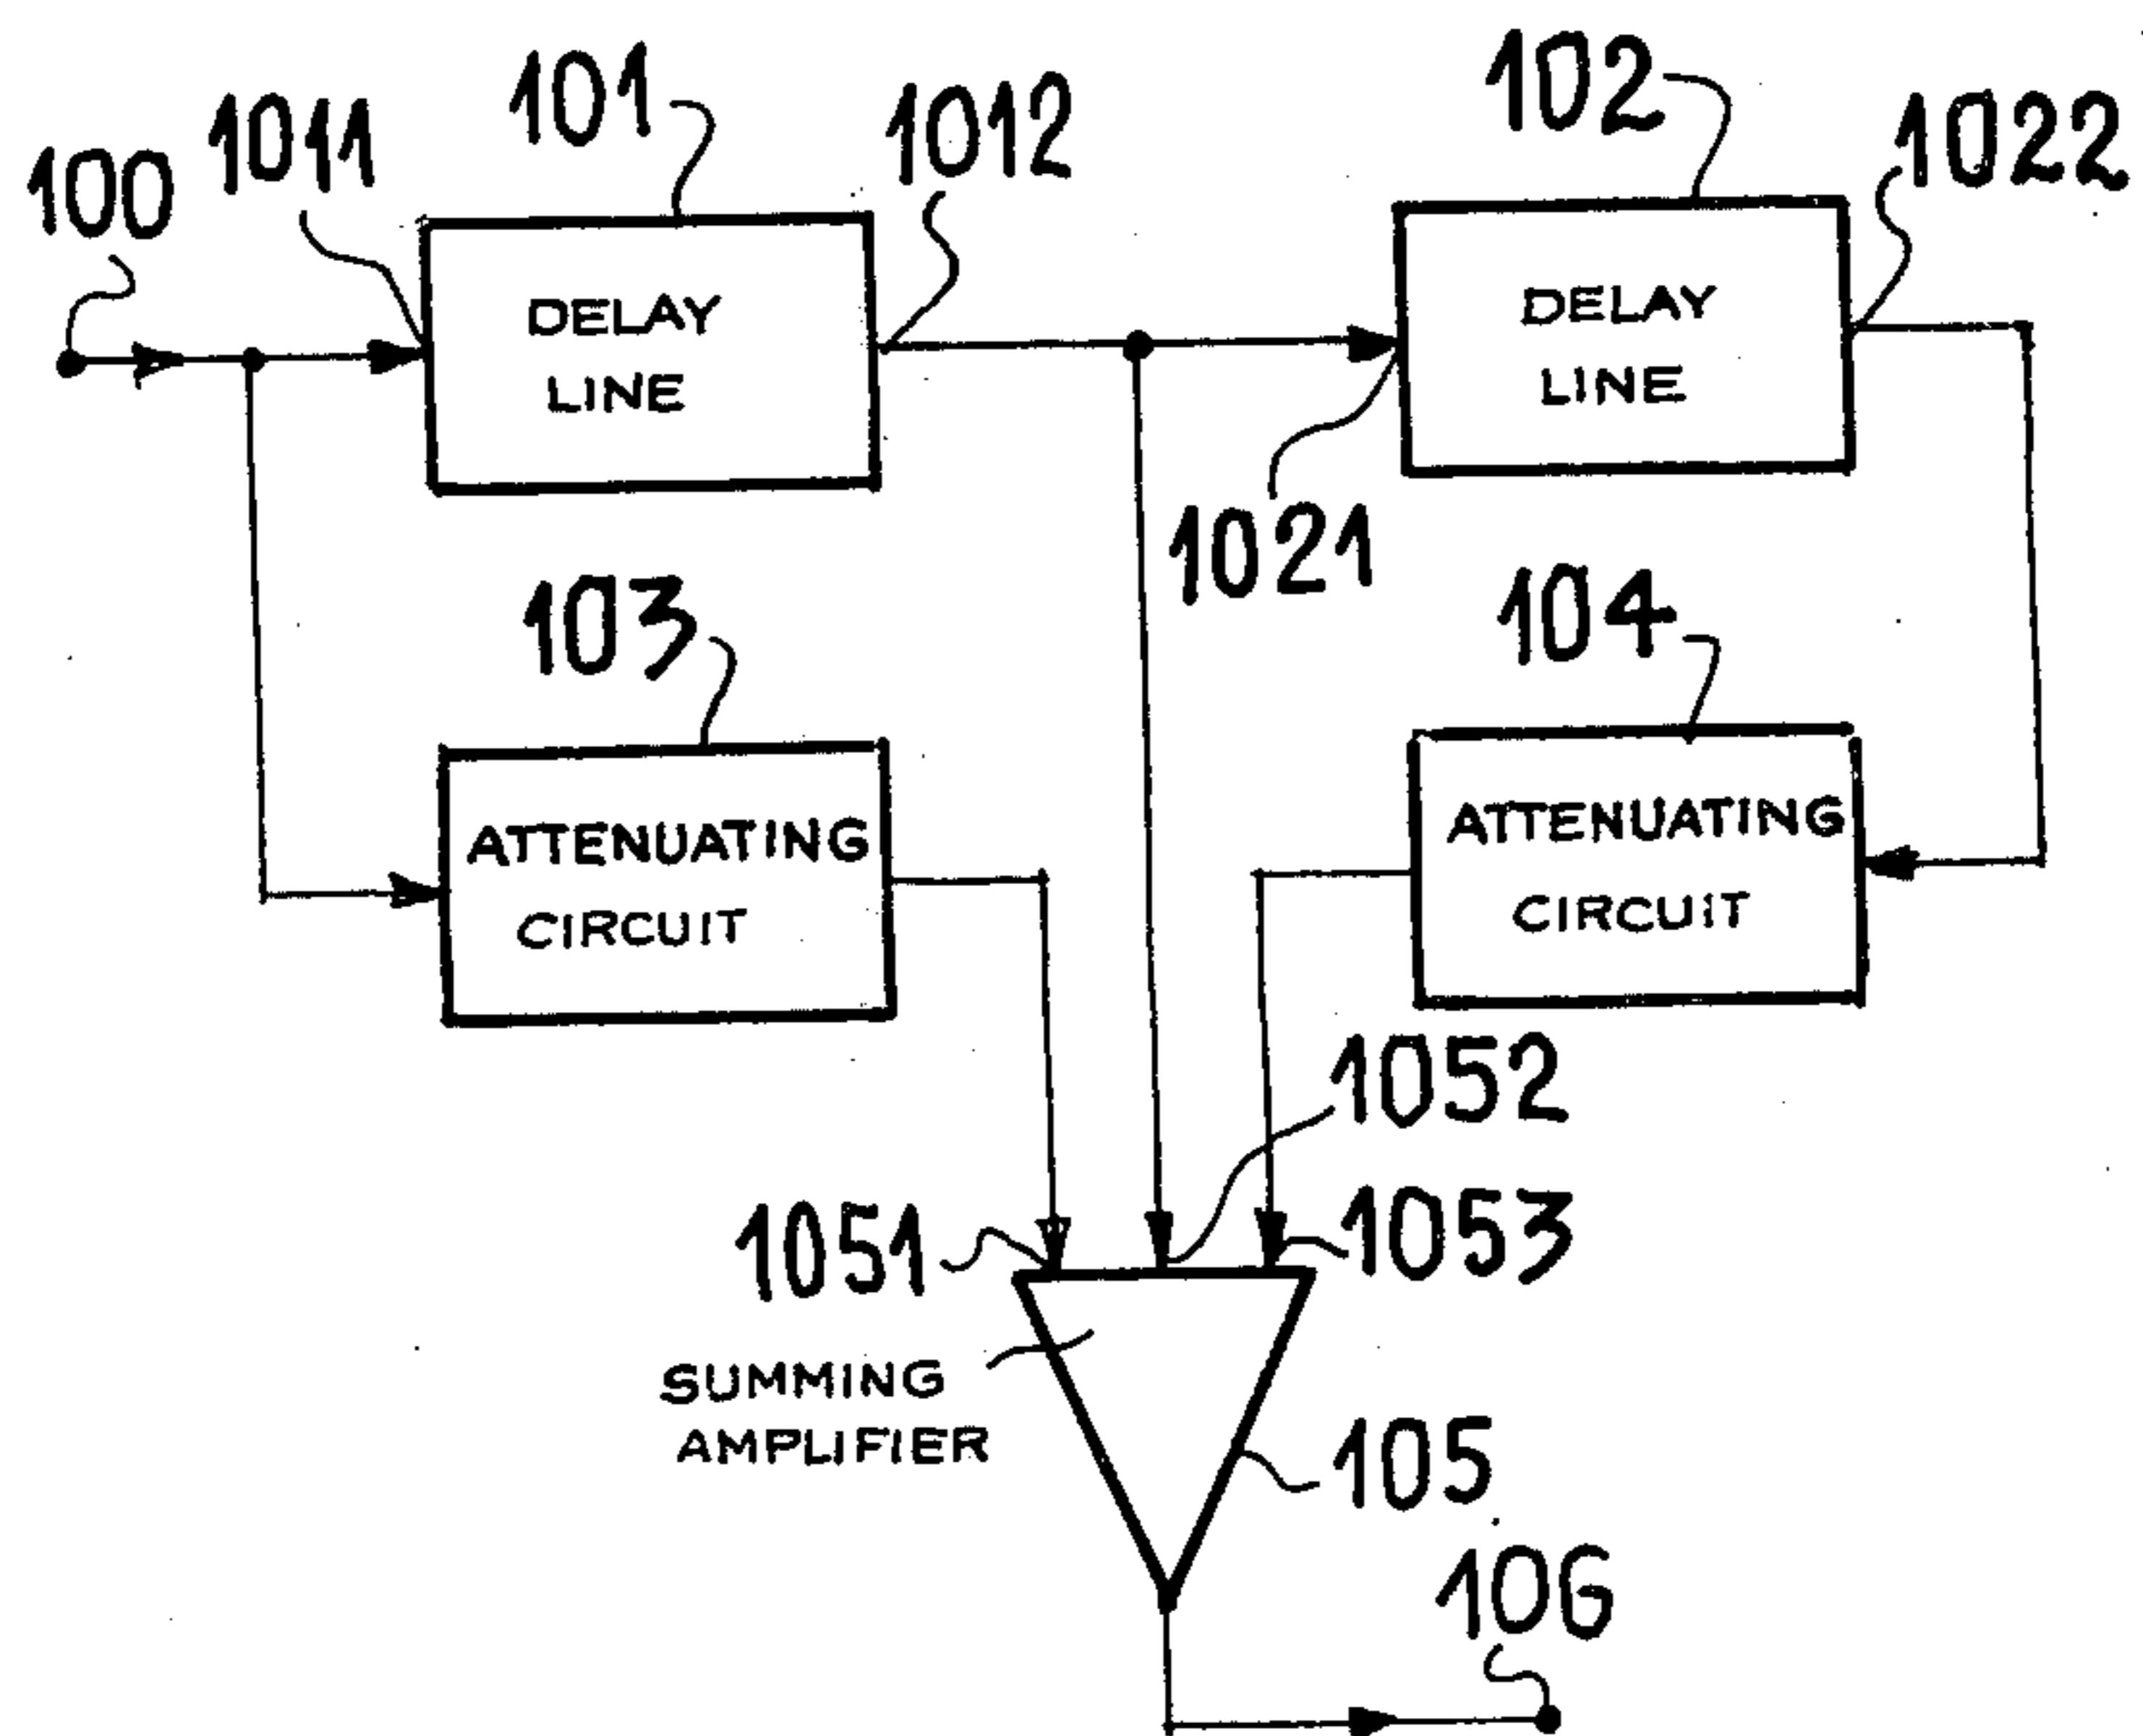 100
1011
101
1012
102
1022
DELAY
LINE
DELAY
LINE
1021
103
104
ATTENUATING
CIRCUIT
ATTENUATING
CIRCUIT
1052
1051
1053
SUMMING
AMPLIFIER
105
106